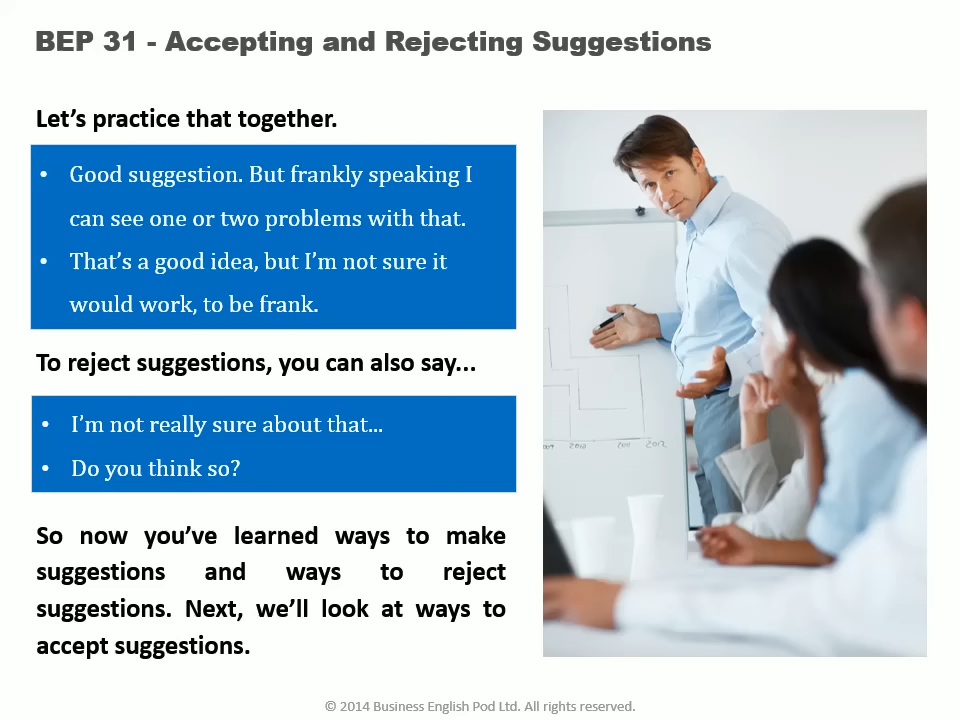 BEP 31 - Accepting and Rejecting Suggestions
Let’s practice that together.
• Good suggestion. But frankly speaking I
can see one or two problems with that.
• That’s a good idea, but I’m not sure it
would work, to be frank.
To reject suggestions, you can also say...
• I’m not really sure about that…
• Do you think so?
So now you’ve learned ways to make
suggestions and ways to reject
suggestions. Next, we’ll look at ways to
accept suggestions.
2010 2011 2012
© 2014 Business English Pod Ltd. All rights reserved.